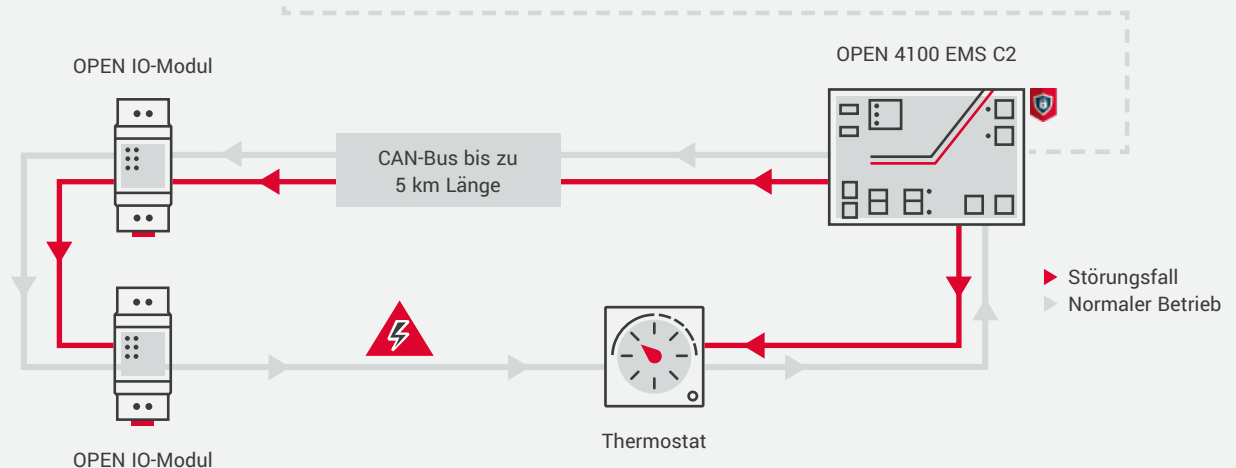 OPEN IO-Modul
OPEN 4100 EMS C2
CAN-Bus bis zu
5 km Länge
Störungsfall
Normaler Betrieb
Thermostat
OPEN IO-Modul